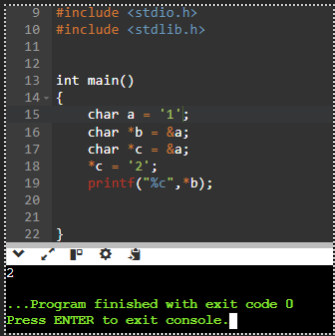 9 #include <stdio.h>
10 #include <stdlib.h>
11
12
13 int main()
14 {
15 char a = '1';
16 char *b = &a;
17 char *c = &a;
18 *c = '2';
19 printf("%c",*b);
20
21
22 }
2
...Program finished with exit code 0
Press ENTER to exit console.